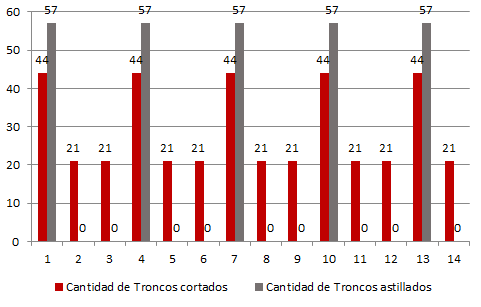 60
57 57 57 57 57
50
44 44 44 44 44
40
30
21 21 21 21 21 21 21 21 21
20
10
0 0 0 0 0 0 0 0 0
0
1 2 3 4 5 6 7 8 9 10 11 12 13 14
Cantidad de Troncos cortados Cantidad de Troncos astillados